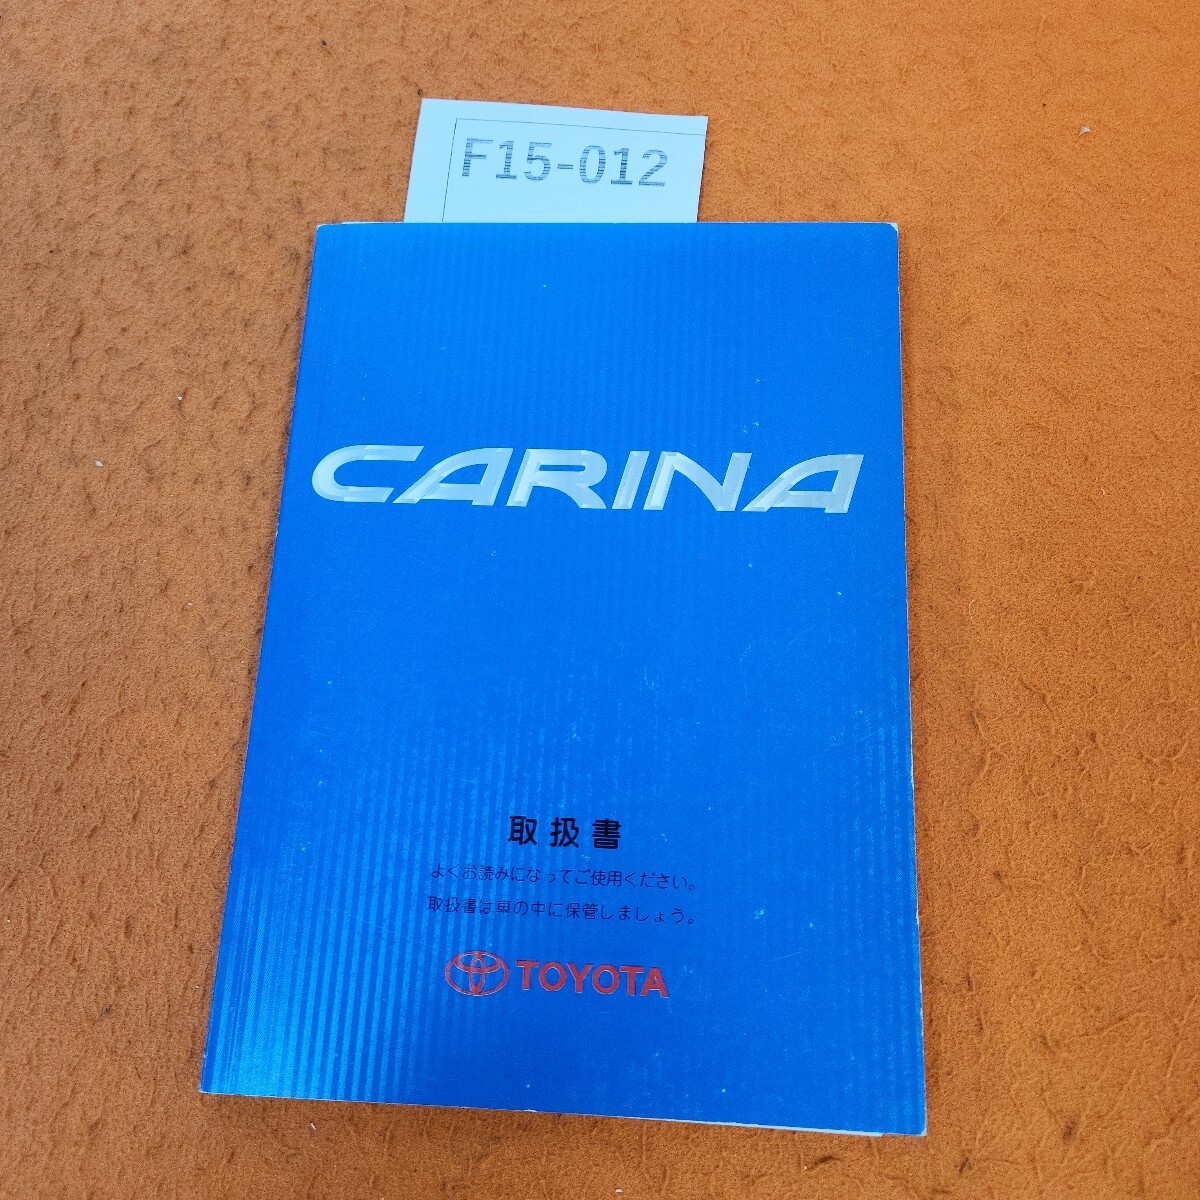 F15-012
CARINA
取扱書
よくお読みになってご使用ください。
取扱書は車の中に保管しましょう。
TOYOTA